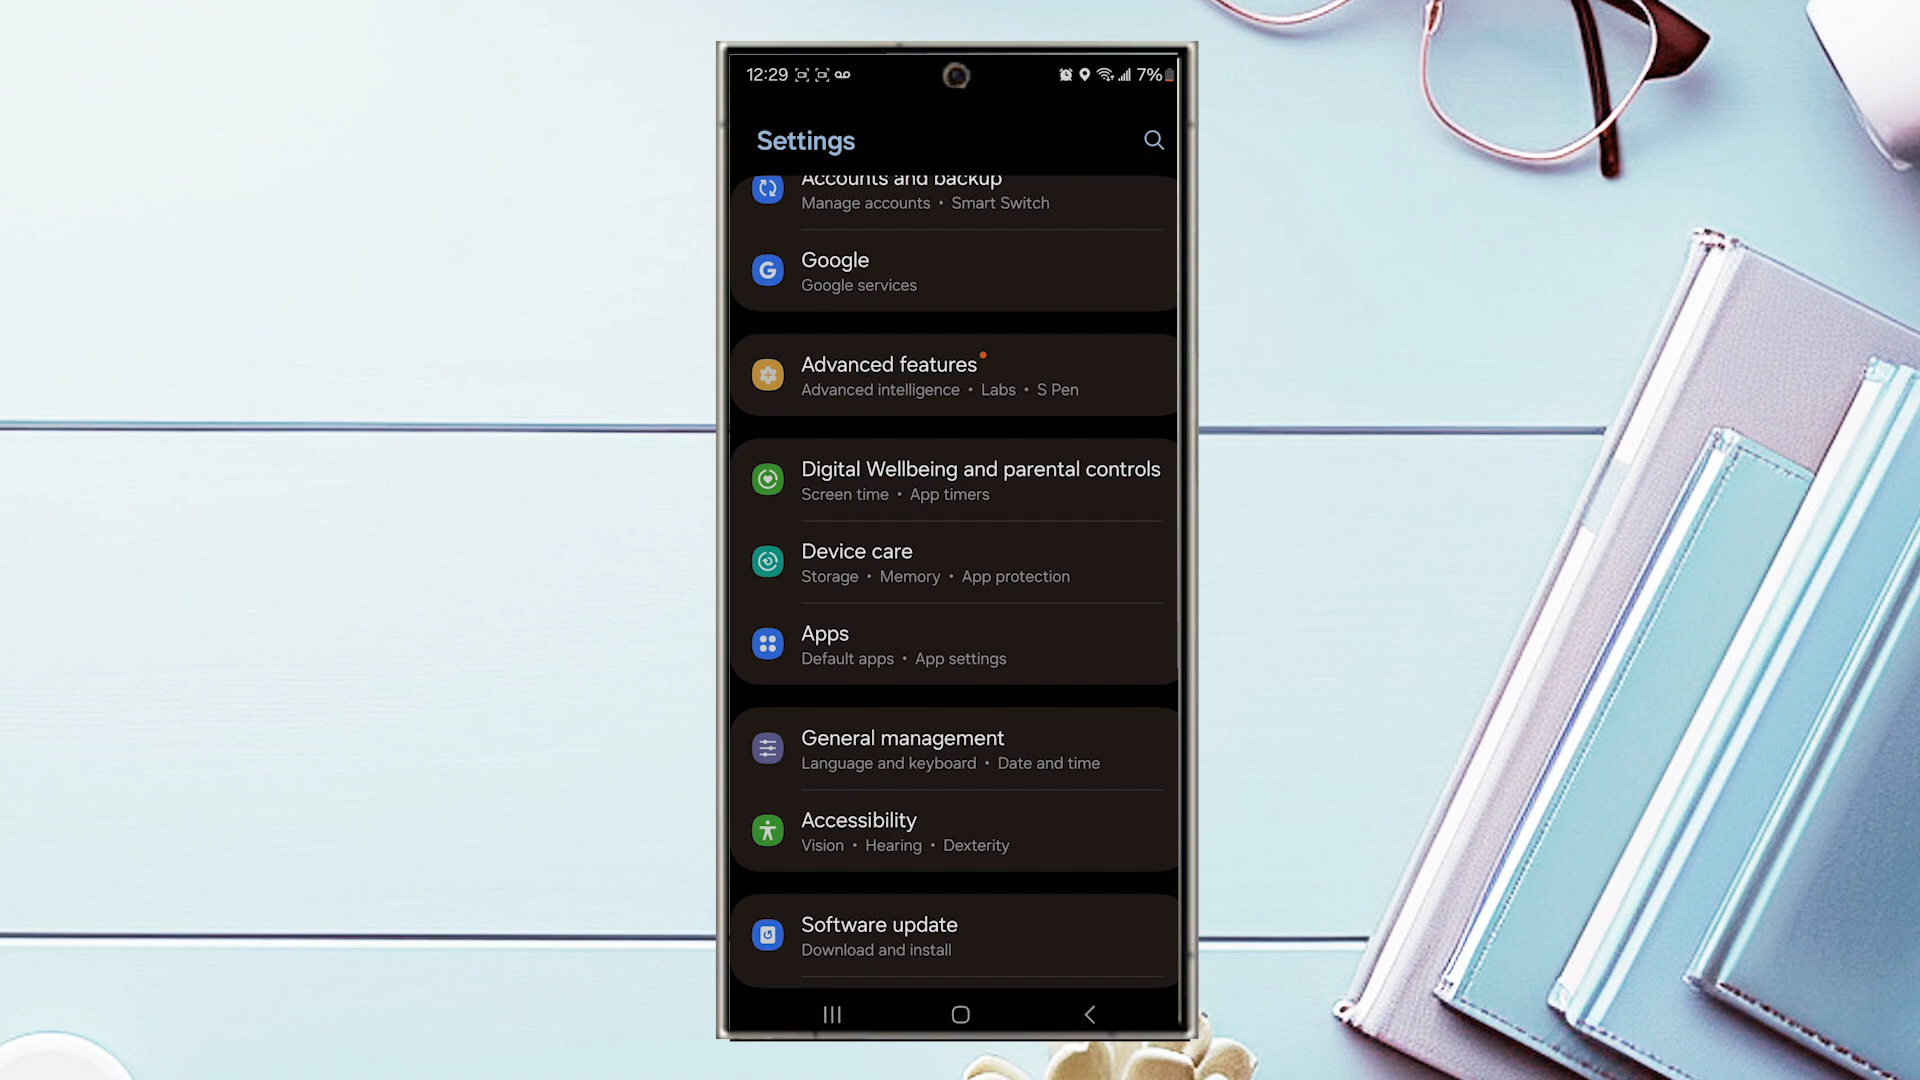 12:29
7%
Settings
Accounts and backup
Manage accounts • Smart Switch
G
Google
Google services
Advanced features
Advanced intelligence • Labs • S Pen
Digital Wellbeing and parental controls
Screen time • App timers
Device care
Storage • Memory • App protection
Apps
Default apps • App settings
General management
Language and keyboard • Date and time
Accessibility
Vision • Hearing • Dexterity
Software update
Download and install